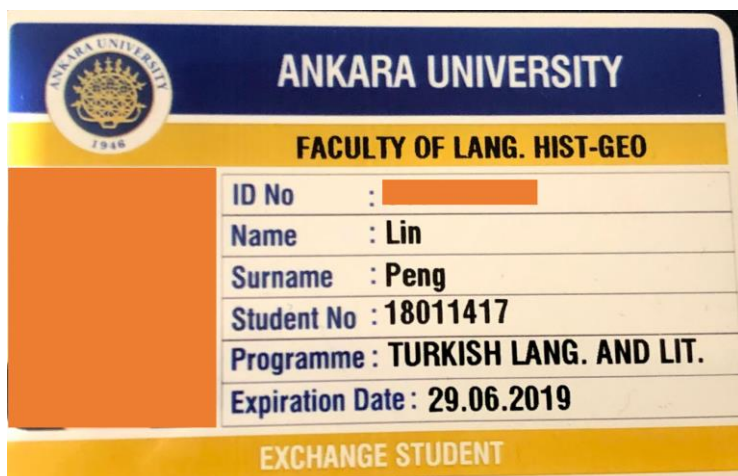 ANKARA UNIVERSITY
1946
ANKARA UNIVERSITY
FACULTY OF LANG. HIST-GEO
ID No :
Name : Lin
Surname : Peng
Student No : 18011417
Programme : TURKISH LANG. AND LIT.
Expiration Date : 29.06.2019
EXCHANGE STUDENT